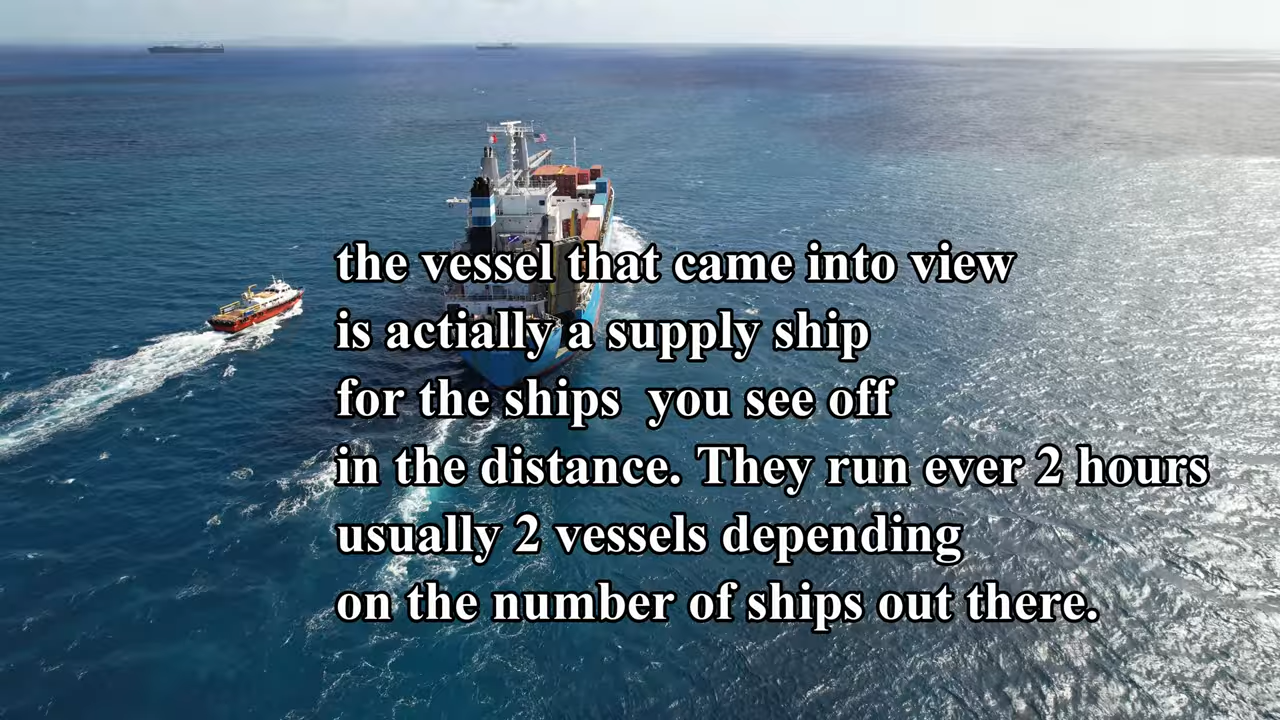 the vessel that came into view
is actially a supply ship
for the ships  you see off
in the distance. They run ever 2 hours
usually 2 vessels depending
on the number of ships out there.